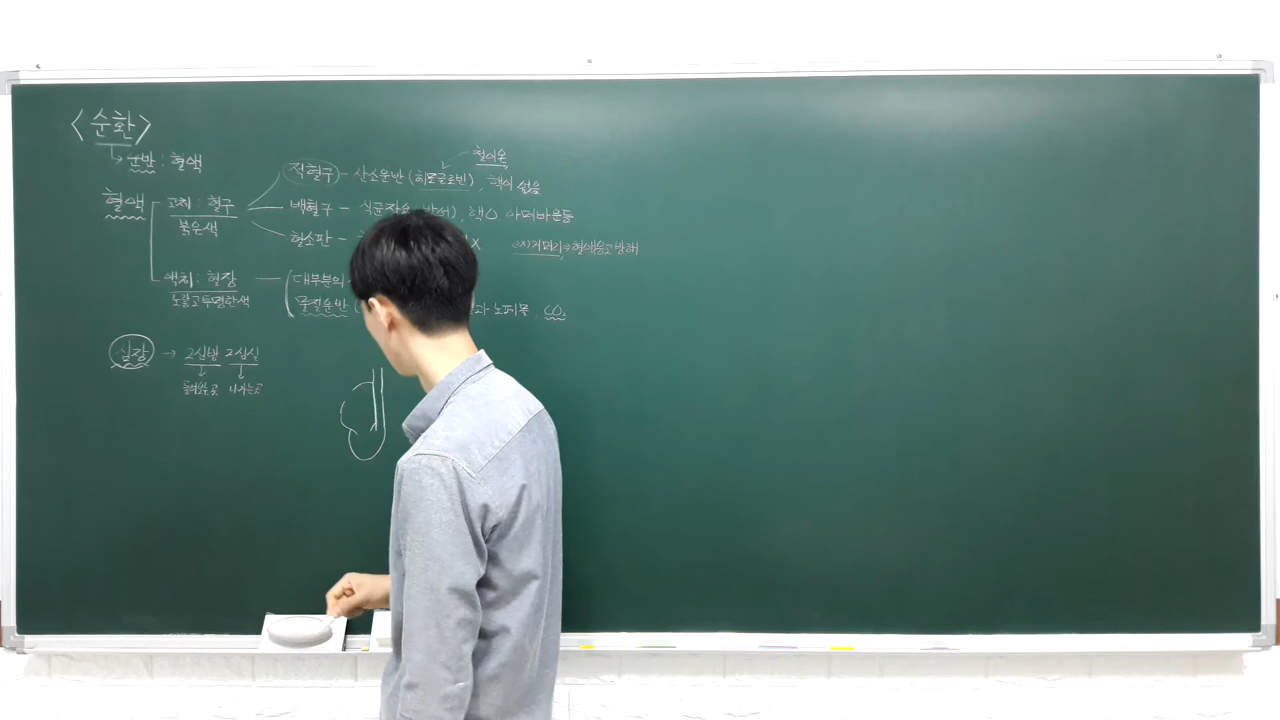 <순환>
운반 : 혈액
철이온
적혈구 - 산소운반 (헤모글로빈), 핵이 없음
혈액 고체 : 혈구
백혈구 - 식균작용, 핵O, 아메바운동
붉은색
혈소판 - X ex) 거머리⇒혈액응고방해
액체 : 혈장 대부분의
노랗고 투명한색 물질운반 ( 노폐물, CO₂
심장 → 2심방 2심실
들어오는곳 나가는곳